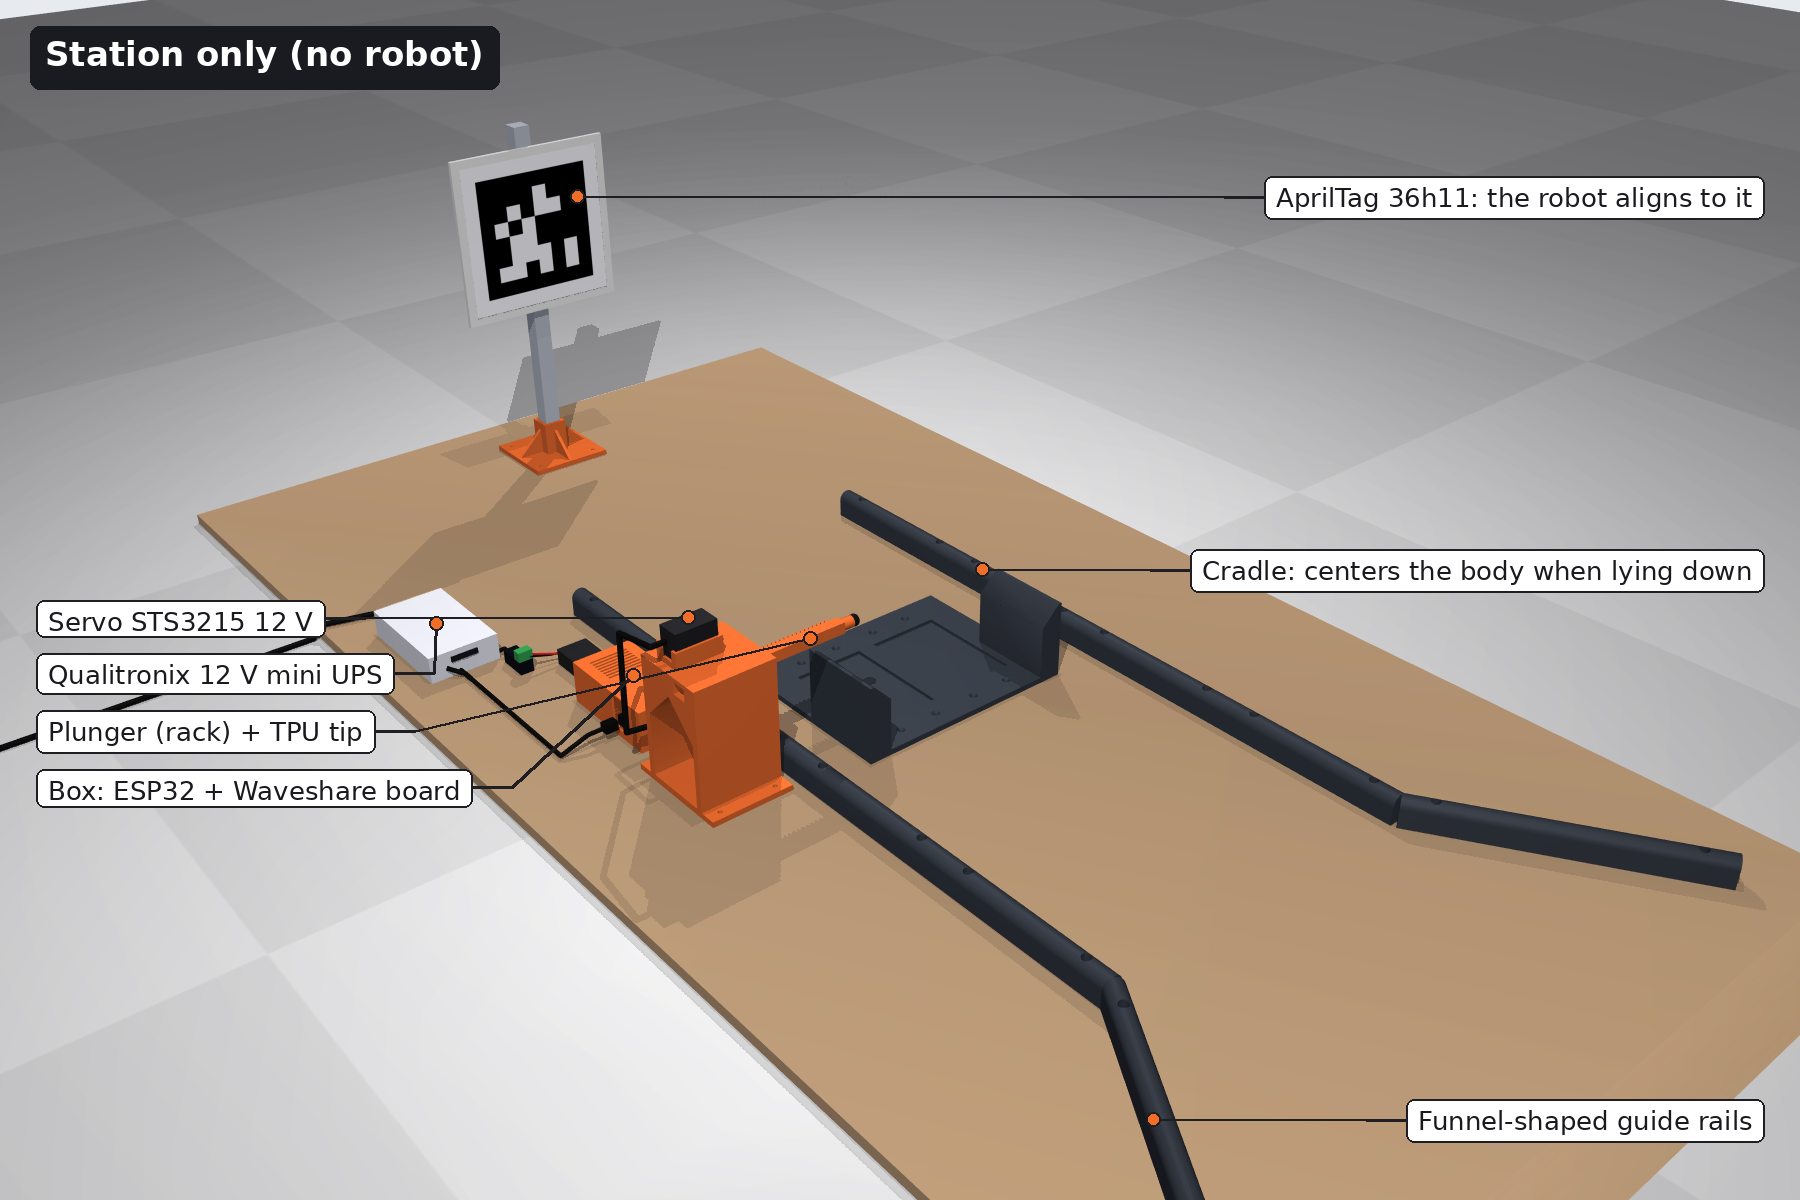 Station only (no robot)
AprilTag 36h11: the robot aligns to it
Cradle: centers the body when lying down
Servo STS3215 12 V
Qualitronix 12 V mini UPS
Plunger (rack) + TPU tip
Box: ESP32 + Waveshare board
Funnel-shaped guide rails